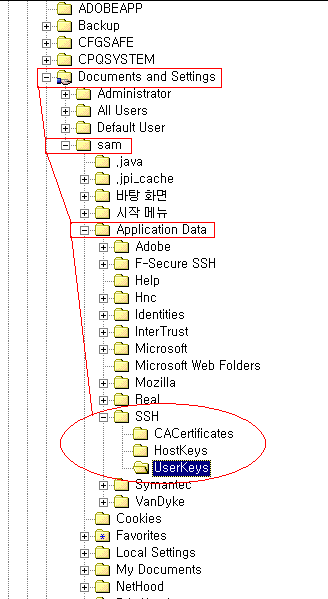 ADOBEAPP
Backup
CFGSAFE
CPQSYSTEM
Documents and Settings
Administrator
All Users
Default User
sam
.java
.jpi_cache
바탕 화면
시작 메뉴
Application Data
Adobe
F-Secure SSH
Help
Hnc
Identities
InterTrust
Microsoft
Microsoft Web Folders
Mozilla
Real
SSH
CACertificates
HostKeys
UserKeys
Symantec
VanDyke
Cookies
Favorites
Local Settings
My Documents
NetHood